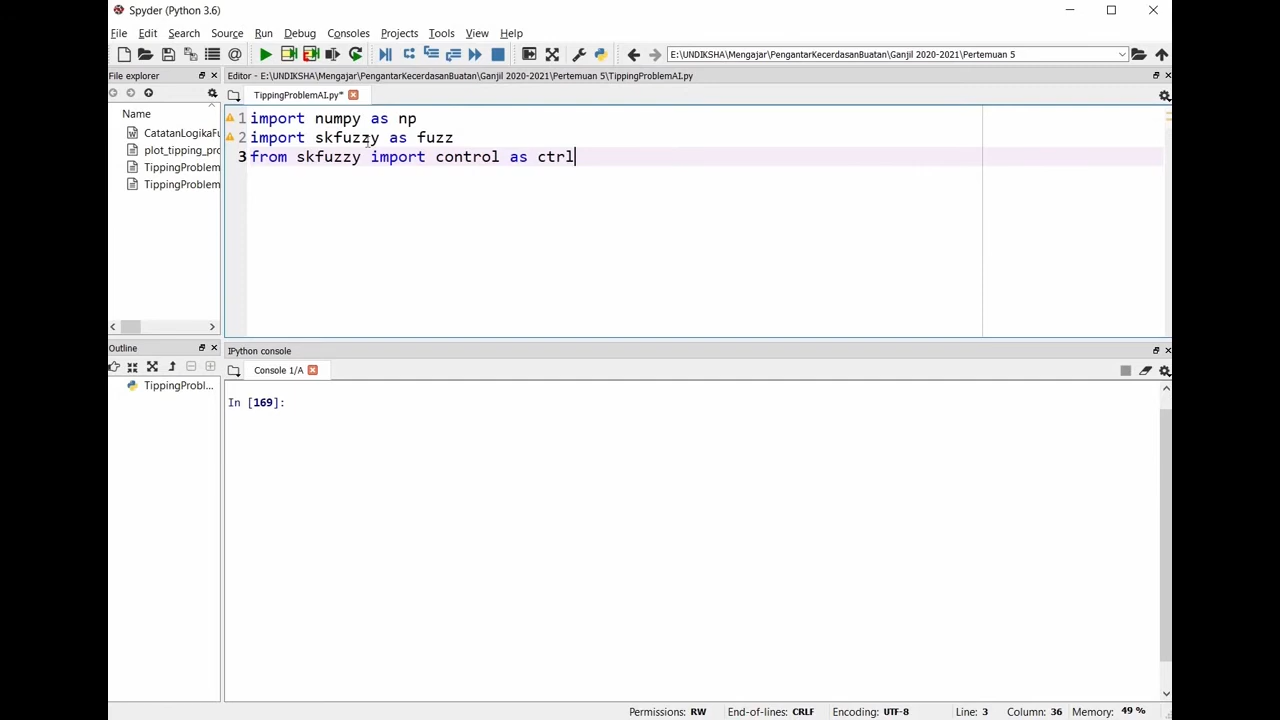 Spyder (Python 3.6)
File Edit Search Source Run Debug Consoles Projects Tools View Help
E:\UNDIKSHA\Mengajar\PengantarKecerdasanBuatan\Ganjil 2020-2021\Pertemuan 5
File explorer
Editor - E:\UNDIKSHA\Mengajar\PengantarKecerdasanBuatan\Ganjil 2020-2021\Pertemuan 5\TippingProblemAI.py
TippingProblemAI.py*
Name
CatatanLogikaFu
plot_tipping_pro
TippingProblem
TippingProblem
1 import numpy as np
2 import skfuzzy as fuzz
3 from skfuzzy import control as ctrl
Outline
TippingProbl...
IPython console
Console 1/A
In [169]:
Permissions: RW End-of-lines: CRLF Encoding: UTF-8 Line: 3 Column: 36 Memory: 49 %